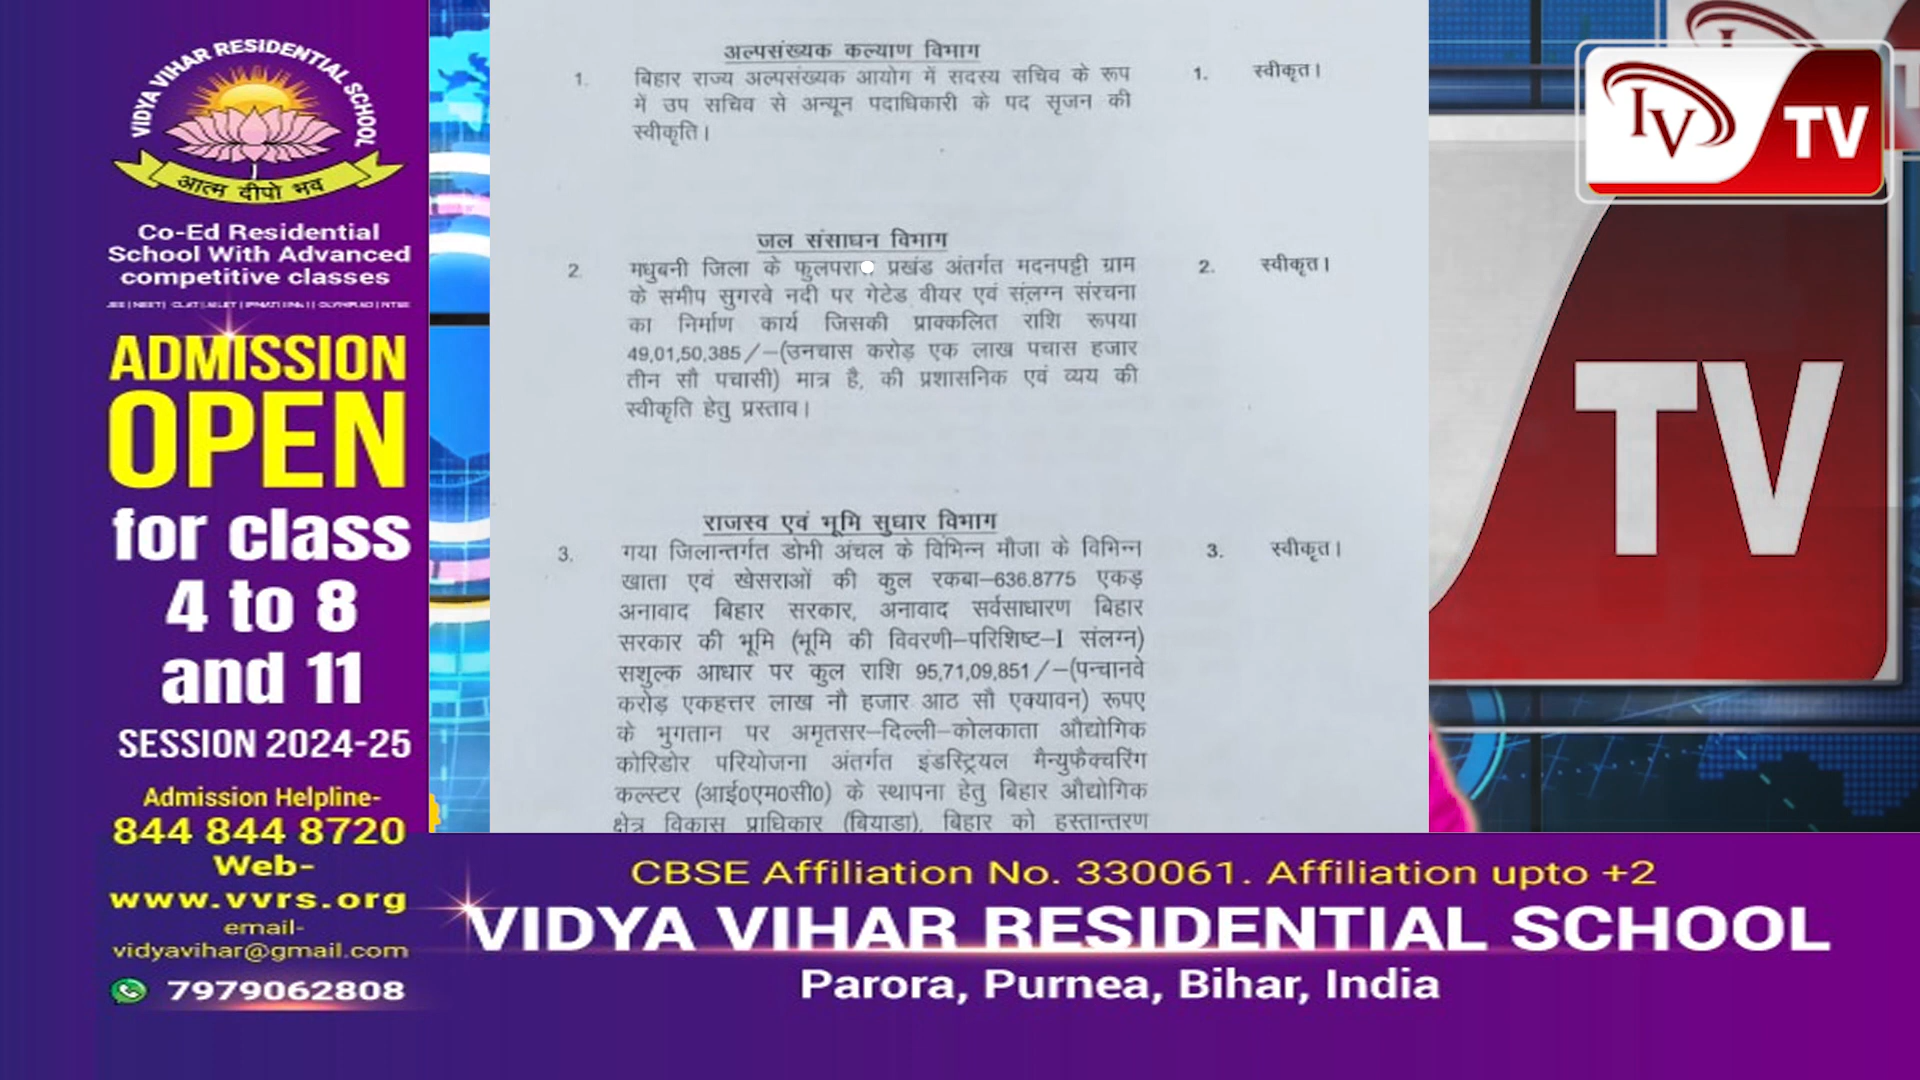 VIDYA VIHAR RESIDENTIAL SCHOOL
आत्म दीपो भव
Co-Ed Residential
School With Advanced
competitive classes
ADMISSION
OPEN
for class
4 to 8
and 11
SESSION 2024-25
Admission Helpline-
844 844 8720
Web-
www.vvrs.org
email-
vidyavihar@gmail.com
7979062808
अल्पसंख्यक कल्याण विभाग
1. बिहार राज्य अल्पसंख्यक आयोग में सदस्य सचिव के रूप 1. स्वीकृत।
में उप सचिव से अन्यून पदाधिकारी के पद सृजन की
स्वीकृति।
जल संसाधन विभाग
2. मधुबनी जिला के प्रखंड अंतर्गत मदनपट्टी ग्राम 2. स्वीकृत।
के समीप सुगरवे नदी पर गेटेड वीयर एवं संलग्न संरचना
का निर्माण कार्य जिसकी प्राक्कलित राशि रूपया
49,01,50,385/-(उनचास करोड़ एक लाख पचास हजार
तीन सौ पचासी) मात्र है, की प्रशासनिक एवं व्यय की
स्वीकृति हेतु प्रस्ताव।
राजस्व एवं भूमि सुधार विभाग
3. गया जिलान्तर्गत डोभी अंचल के विभिन्न मौजा के विभिन्न 3. स्वीकृत।
खाता एवं खेसराओं की कुल रकबा-636.8775 एकड़
अनावाद बिहार सरकार, अनावाद सर्वसाधारण बिहार
सरकार की भूमि (भूमि की विवरणी-परिशिष्ट-I संलग्न)
सशुल्क आधार पर कुल राशि 95,71,09,851/-(पन्चानवे
करोड़ एकहत्तर लाख नौ हजार आठ सौ एक्यावन) रूपए
के भुगतान पर अमृतसर-दिल्ली-कोलकाता औद्योगिक
कोरिडोर परियोजना अंतर्गत इंडस्ट्रियल मैन्युफैक्चरिंग
कल्स्टर (आई0एम0सी0) के स्थापना हेतु बिहार औद्योगिक
क्षेत्र विकास प्राधिकार (बियाडा), बिहार को हस्तान्तरण
IV TV
TV
CBSE Affiliation No. 330061. Affiliation upto +2
VIDYA VIHAR RESIDENTIAL SCHOOL
Parora, Purnea, Bihar, India